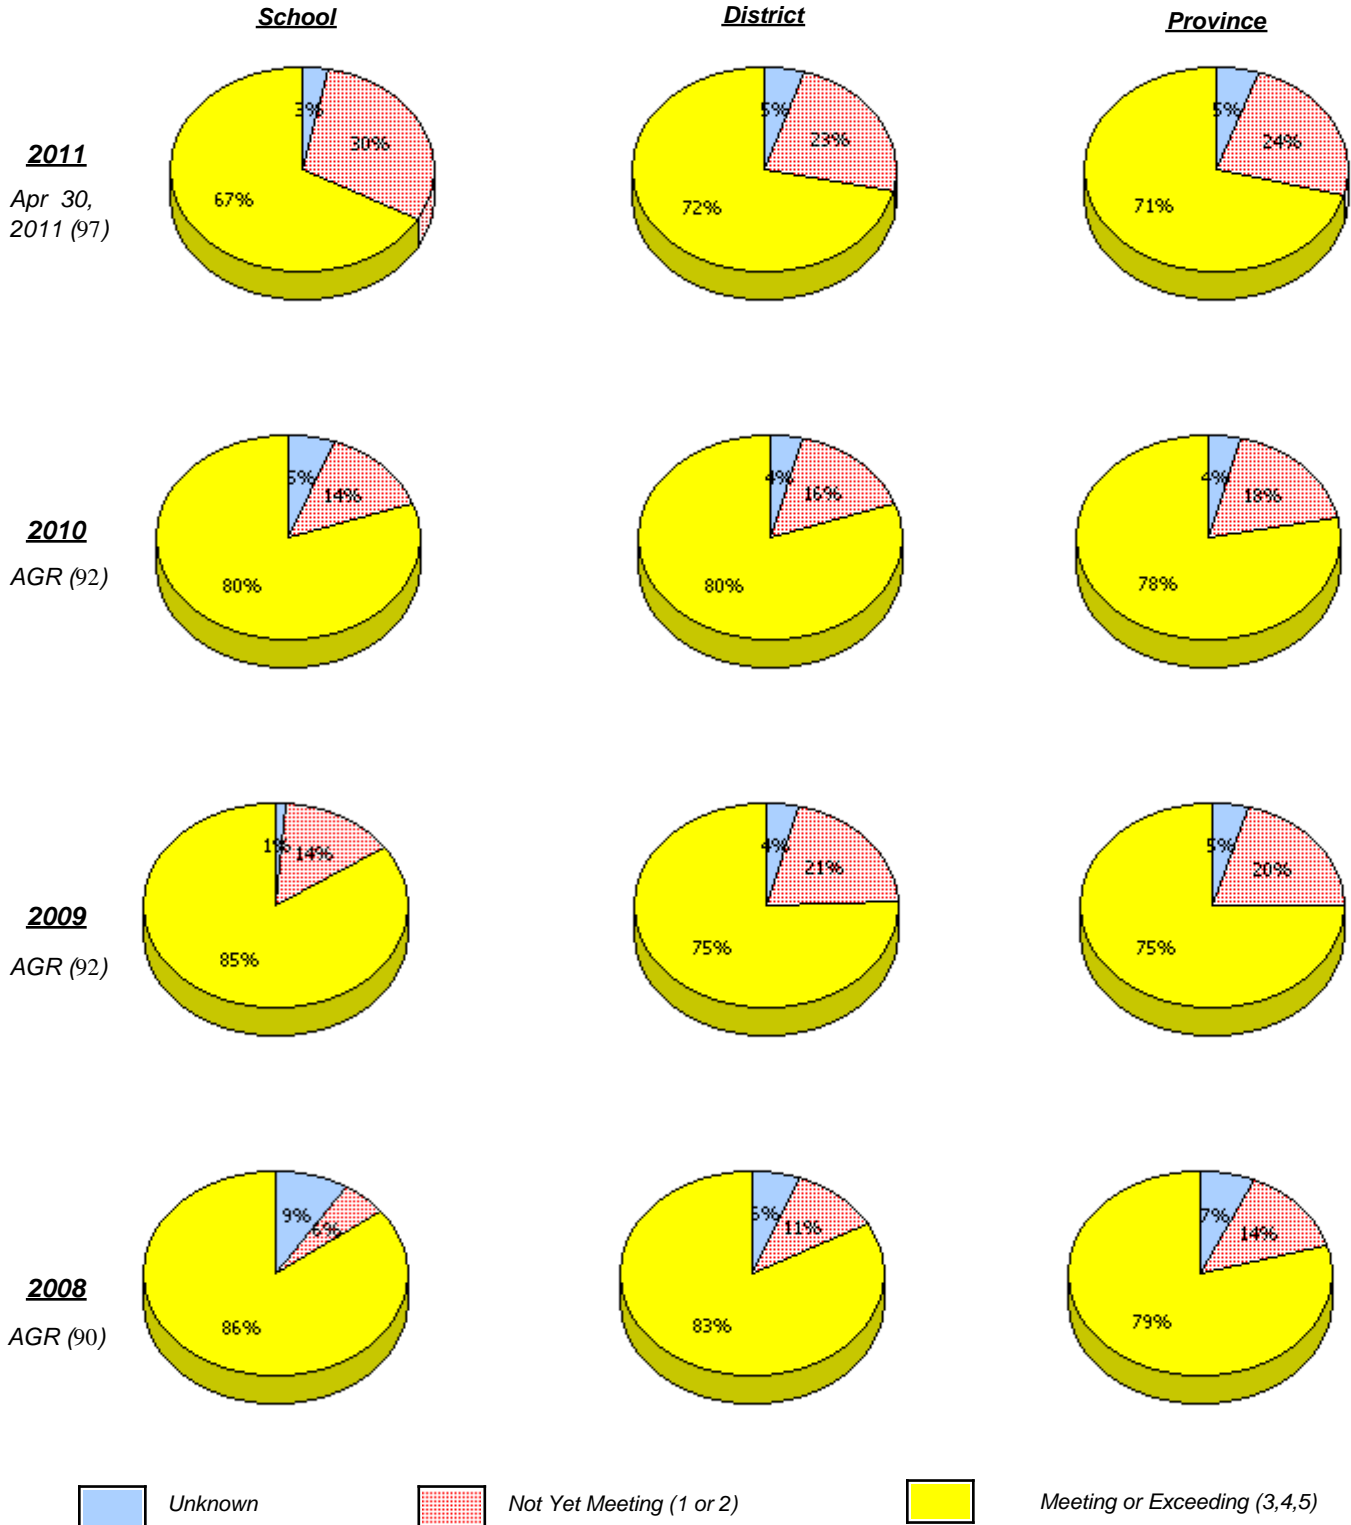 School District Province
3% 5% 5%
30% 23% 24%
2011
Apr 30,
2011 (97)
67% 72% 71%
4% 4%
14% 16% 18%
2010
AGR (92)
80% 80% 78%
1% 4% 5%
14% 21% 20%
2009
AGR (92)
85% 75% 75%
9% 7%
6% 11% 14%
2008
AGR (90)
86% 83% 79%
Unknown Not Yet Meeting (1 or 2) Meeting or Exceeding (3,4,5)